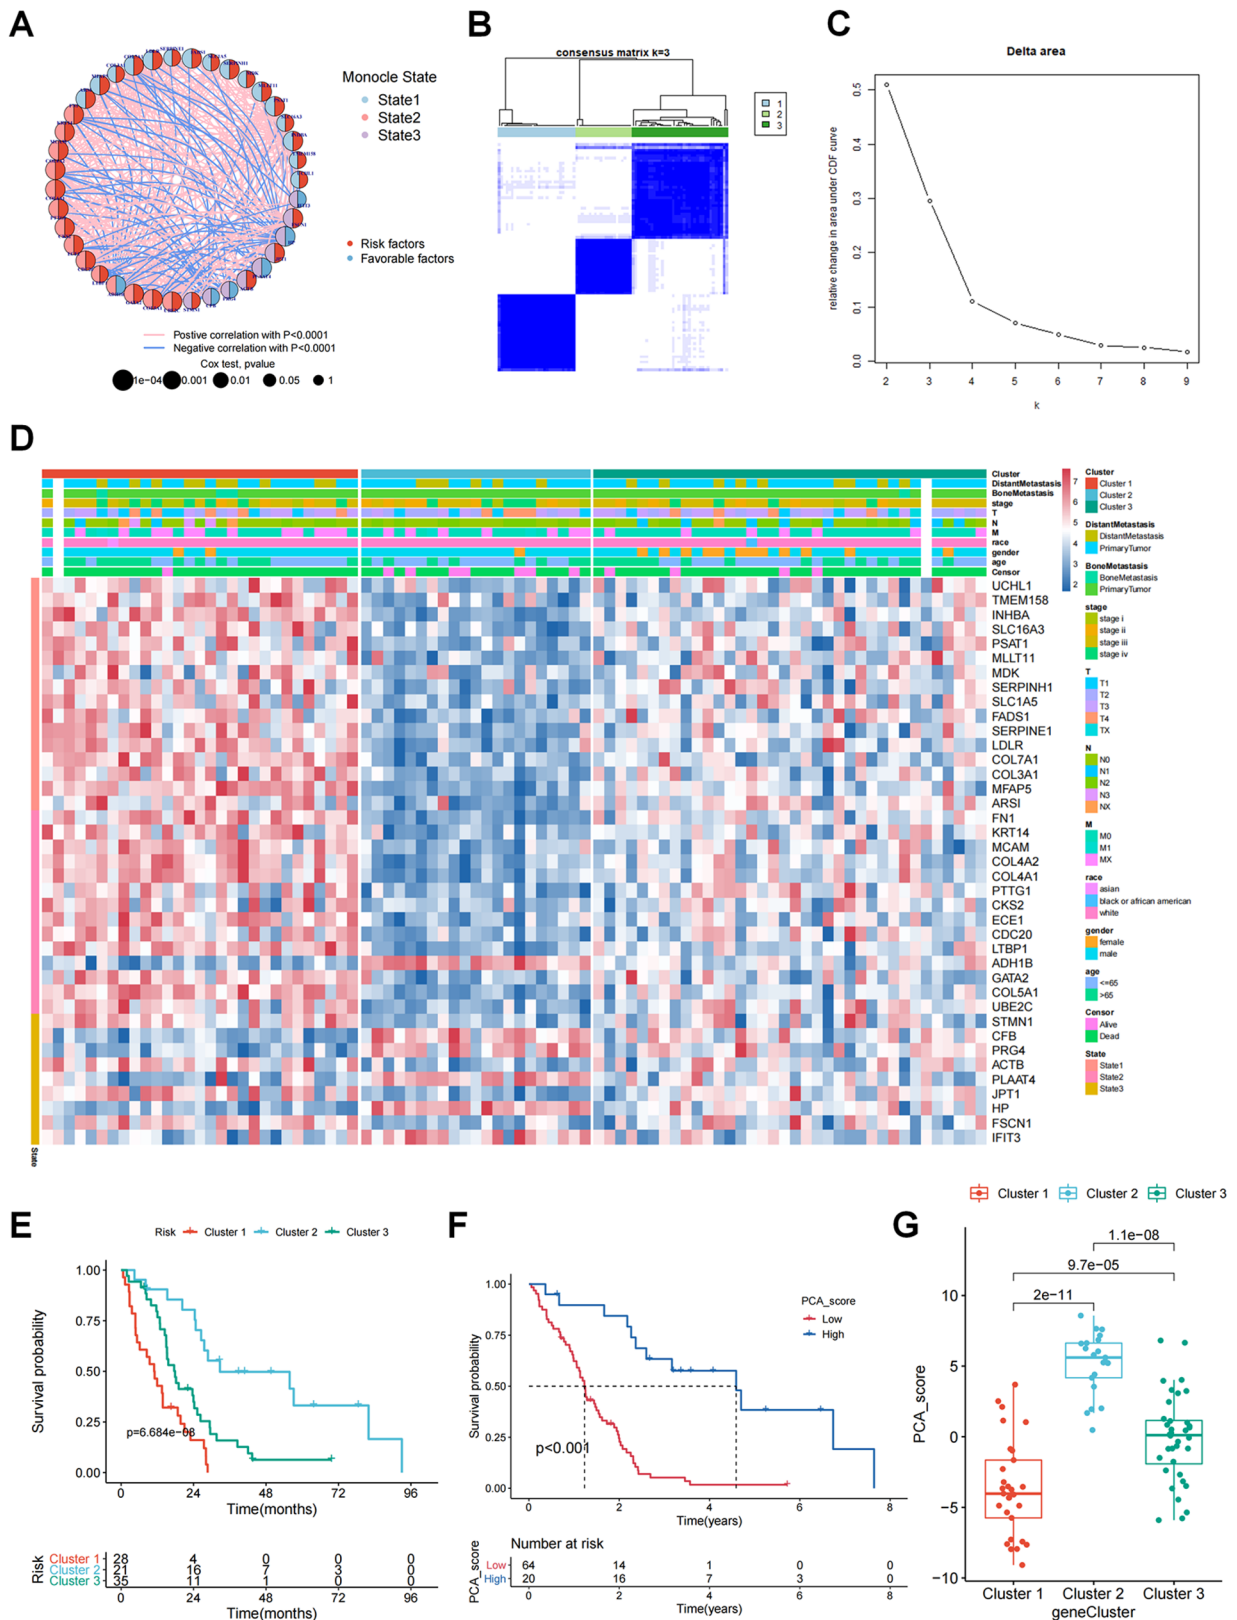 A
Monocle State
State1
State2
State3
Risk factors
Favorable factors
Postive correlation with P<0.0001
Negative correlation with P<0.0001
Cox test, pvalue
1e−04 0.001 0.01 0.05 1
B
consensus matrix k=3
1
2
3
C
Delta area
relative change in area under CDF curve
0.5
0.4
0.3
0.2
0.1
0.0
2 3 4 5 6 7 8 9
k
D
Cluster
DistantMetastasis
BoneMetastasis
stage
T
N
M
race
gender
age
Censor
UCHL1
TMEM158
INHBA
SLC16A3
PSAT1
MLLT11
MDK
SERPINH1
SLC1A5
FADS1
SERPINE1
LDLR
COL7A1
COL3A1
MFAP5
ARSI
FN1
KRT14
MCAM
COL4A2
COL4A1
PTTG1
CKS2
ECE1
CDC20
LTBP1
ADH1B
GATA2
COL5A1
UBE2C
STMN1
CFB
PRG4
ACTB
PLAAT4
JPT1
HP
FSCN1
IFIT3
State
7
6
5
4
3
2
Cluster
Cluster 1
Cluster 2
Cluster 3
DistantMetastasis
DistantMetastasis
PrimaryTumor
BoneMetastasis
BoneMetastasis
PrimaryTumor
stage
stage i
stage ii
stage iii
stage iv
T
T1
T2
T3
T4
TX
N
N0
N1
N2
N3
NX
M
M0
M1
MX
race
asian
black or african american
white
gender
female
male
age
<=65
>65
Censor
Alive
Dead
State
State1
State2
State3
E
Risk Cluster 1 Cluster 2 Cluster 3
Survival probability
1.00
0.75
0.50
0.25
0.00
p=6.684e−08
0 24 48 72 96
Time(months)
Risk
Cluster 1 28 4 0 0 0
Cluster 2 21 16 7 3 0
Cluster 3 35 11 1 0 0
0 24 48 72 96
Time(months)
F
PCA_score
Low
High
Survival probability
1.00
0.75
0.50
0.25
0.00
p<0.001
0 2 4 6 8
Time(years)
Number at risk
PCA_score
Low 64 14 1 0 0
High 20 16 7 3 0
0 2 4 6 8
Time(years)
G
Cluster 1 Cluster 2 Cluster 3
1.1e−08
9.7e−05
2e−11
PCA_score
10
5
0
−5
−10
Cluster 1 Cluster 2 Cluster 3
geneCluster